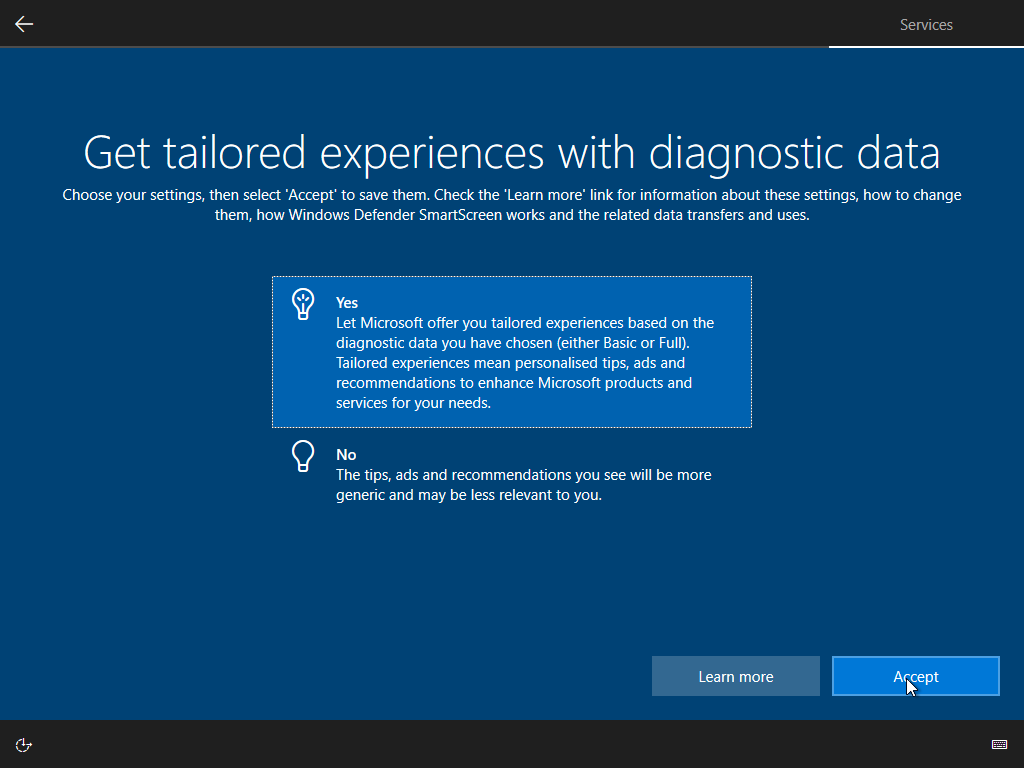 Services
Get tailored experiences with diagnostic data
Choose your settings, then select 'Accept' to save them. Check the 'Learn more' link for information about these settings, how to change
them, how Windows Defender SmartScreen works and the related data transfers and uses.
Yes
Let Microsoft offer you tailored experiences based on the
diagnostic data you have chosen (either Basic or Full).
Tailored experiences mean personalised tips, ads and
recommendations to enhance Microsoft products and
services for your needs.
No
The tips, ads and recommendations you see will be more
generic and may be less relevant to you.
Learn more
Accept